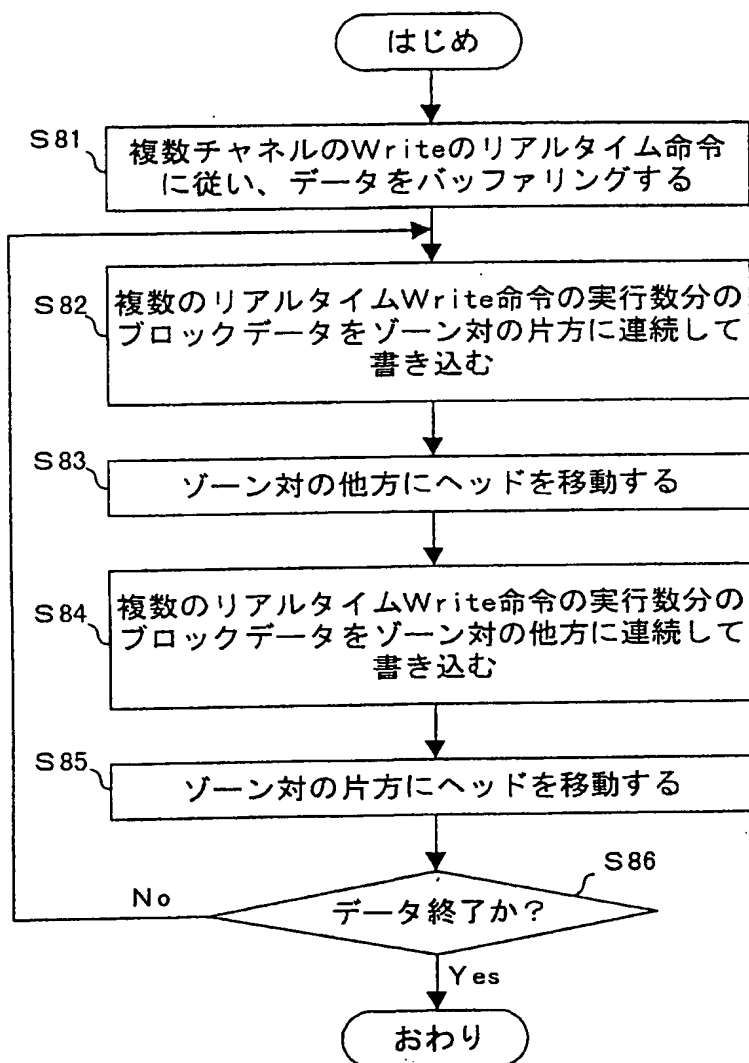 はじめ
S81
複数チャネルのWriteのリアルタイム命令
に従い、データをバッファリングする
S82
複数のリアルタイムWrite命令の実行数分の
ブロックデータをゾーン対の片方に連続して
書き込む
S83
ゾーン対の他方にヘッドを移動する
S84
複数のリアルタイムWrite命令の実行数分の
ブロックデータをゾーン対の他方に連続して
書き込む
S85
ゾーン対の片方にヘッドを移動する
S86
No
データ終了か?
Yes
おわり